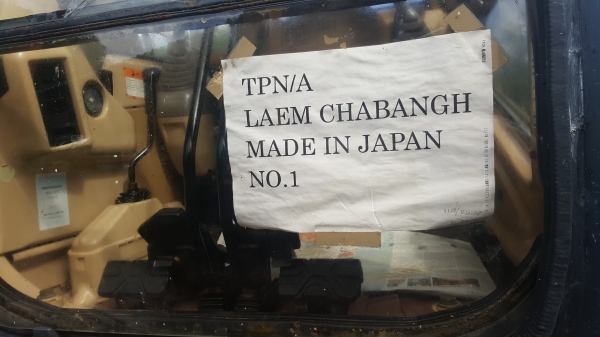 TPN/A
LAEM CHABANGH
MADE IN JAPAN
NO.1